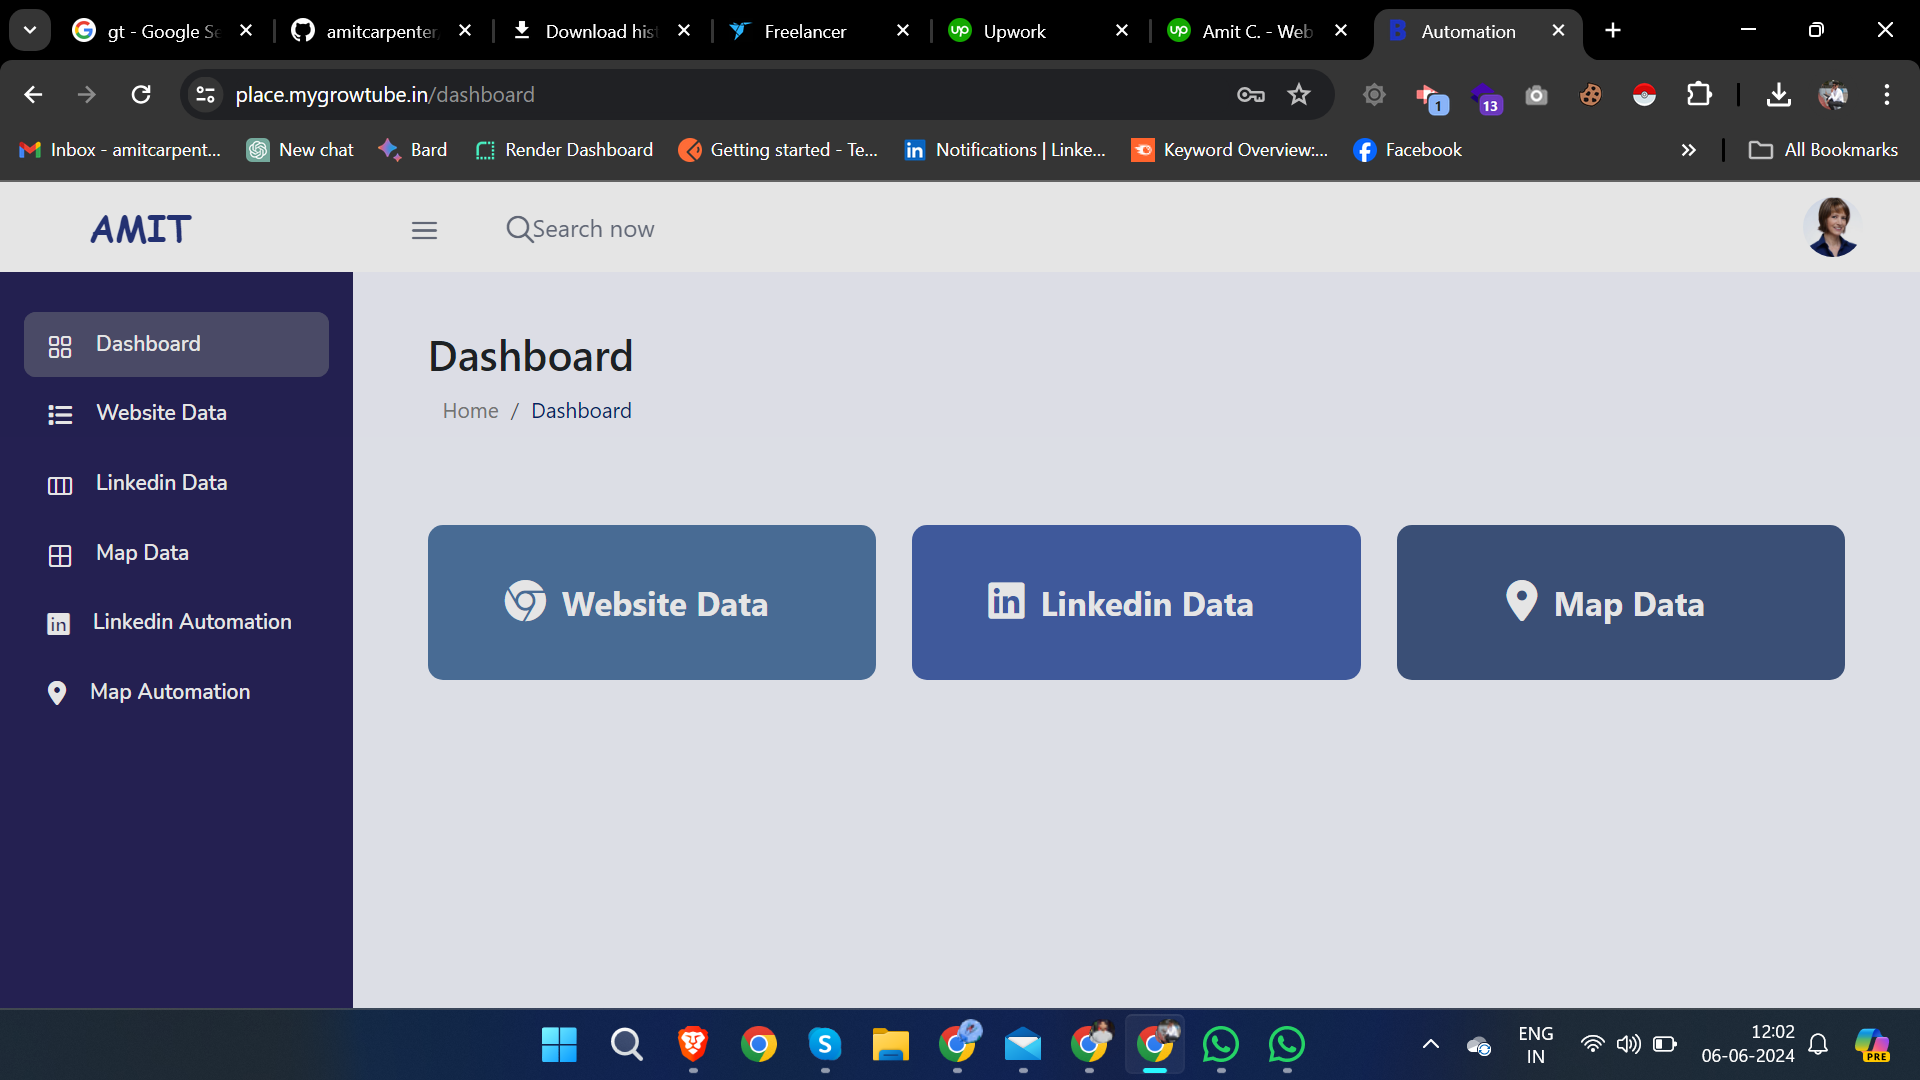 gt - Google Se
amitcarpenter
Download hist
Freelancer
Upwork
Amit C. - Web
Automation
place.mygrowtube.in/dashboard
1
13
Inbox - amitcarpent...
New chat
Bard
Render Dashboard
Getting started - Te...
Notifications | Linke...
Keyword Overview:...
Facebook
All Bookmarks
AMIT
Search now
Dashboard
Website Data
Linkedin Data
Map Data
Linkedin Automation
Map Automation
Dashboard
Home / Dashboard
Website Data
Linkedin Data
Map Data
ENG
IN
12:02
06-06-2024
PRE